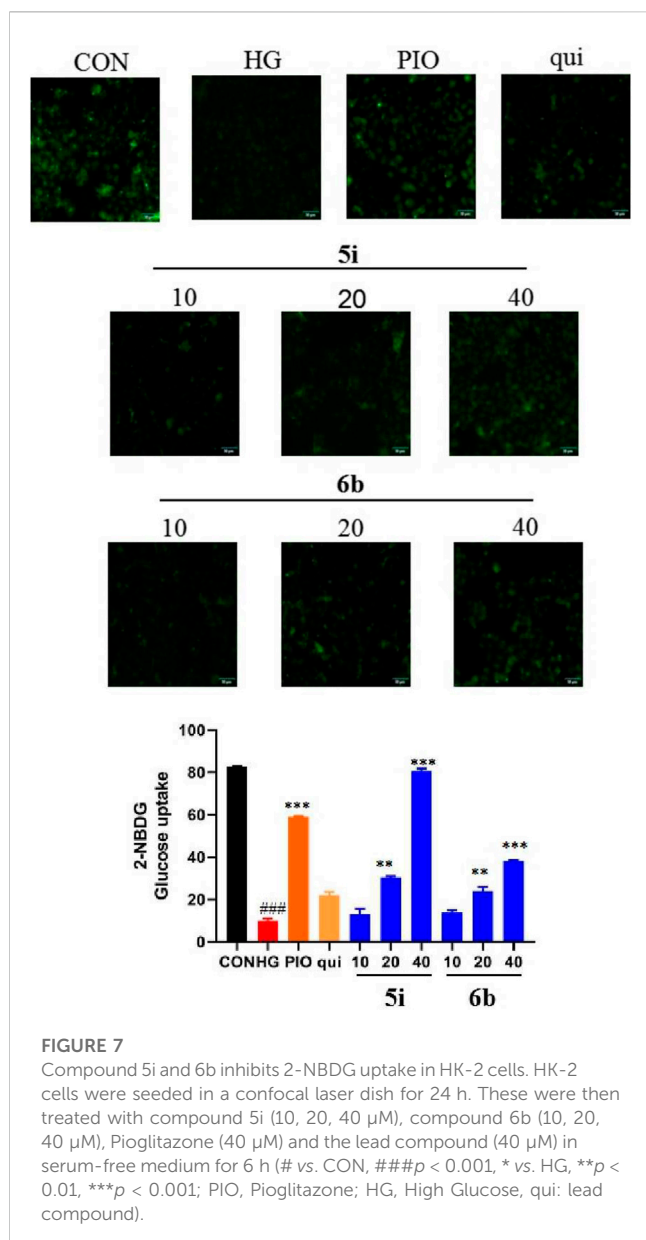 CON HG PIO qui
5i
10 20 40
6b
10 20 40
2-NBDG
Glucose uptake
100
80
60
40
20
0
### *** ** *** ** ***
CON HG PIO qui 10 20 40 10 20 40
5i 6b
FIGURE 7
Compound 5i and 6b inhibits 2-NBDG uptake in HK-2 cells. HK-2
cells were seeded in a confocal laser dish for 24 h. These were then
treated with compound 5i (10, 20, 40 μM), compound 6b (10, 20,
40 μM), Pioglitazone (40 μM) and the lead compound (40 μM) in
serum-free medium for 6 h (# vs. CON, ###p < 0.001, * vs. HG, **p <
0.01, ***p < 0.001; PIO, Pioglitazone; HG, High Glucose, qui: lead
compound).